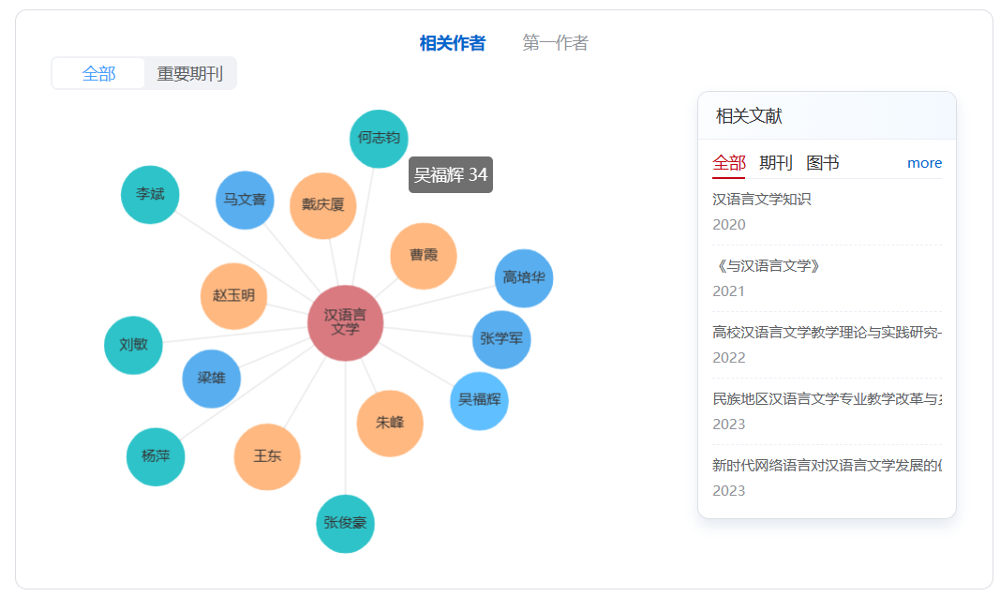 相关作者 第一作者
全部 重要期刊
何志钧
吴福辉 34
李斌
马文喜
戴庆厦
曹霞
高培华
赵玉明
汉语言
文学
张学军
刘敏
梁雄
吴福辉
朱峰
杨萍
王东
张俊豪
相关文献
全部 期刊 图书 more
汉语言文学知识
2020
《与汉语言文学》
2021
高校汉语言文学教学理论与实践研究-
2022
民族地区汉语言文学专业教学改革与
2023
新时代网络语言对汉语言文学发展的
2023